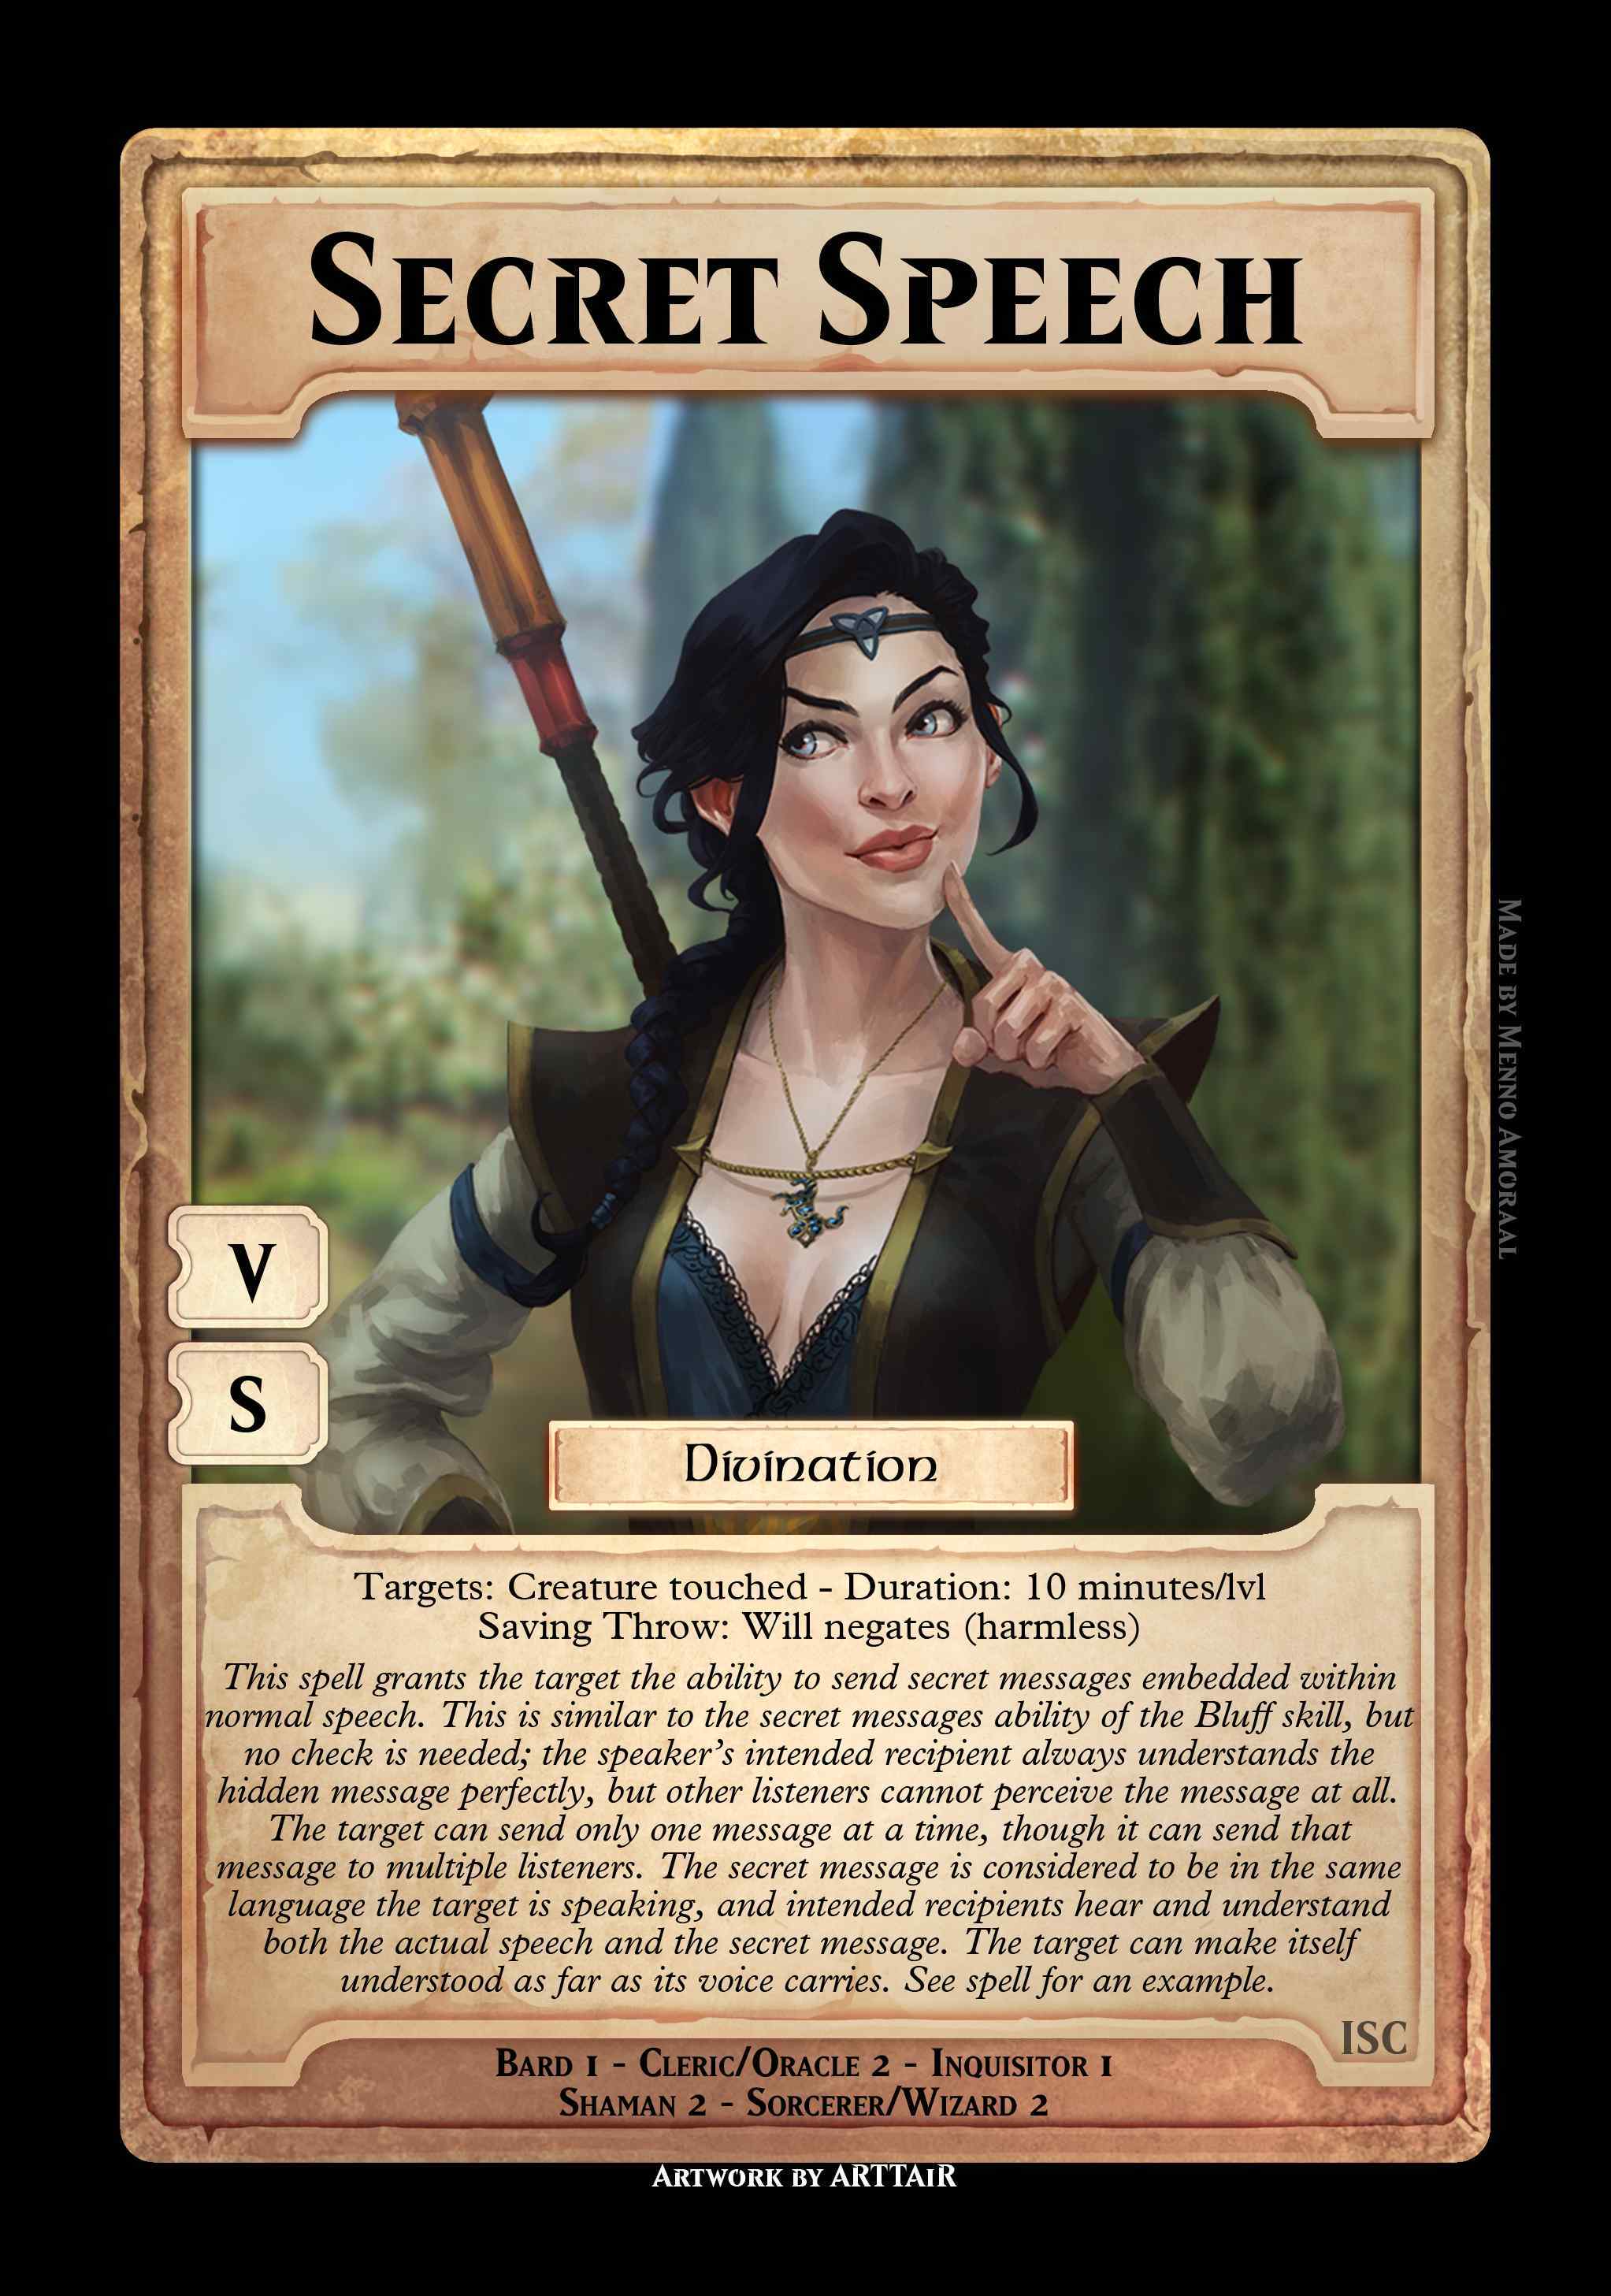 Secret Speech
V
S
Divination
Targets: Creature touched - Duration: 10 minutes/lvl
Saving Throw: Will negates (harmless)
This spell grants the target the ability to send secret messages embedded within
normal speech. This is similar to the secret messages ability of the Bluff skill, but
no check is needed; the speaker's intended recipient always understands the
hidden message perfectly, but other listeners cannot perceive the message at all.
The target can send only one message at a time, though it can send that
message to multiple listeners. The secret message is considered to be in the same
language the target is speaking, and intended recipients hear and understand
both the actual speech and the secret message. The target can make itself
understood as far as its voice carries. See spell for an example.
ISC
Bard 1 - Cleric/Oracle 2 - Inquisitor 1
Shaman 2 - Sorcerer/Wizard 2
Artwork by ARTTAiR
Made by Menno Amoraal